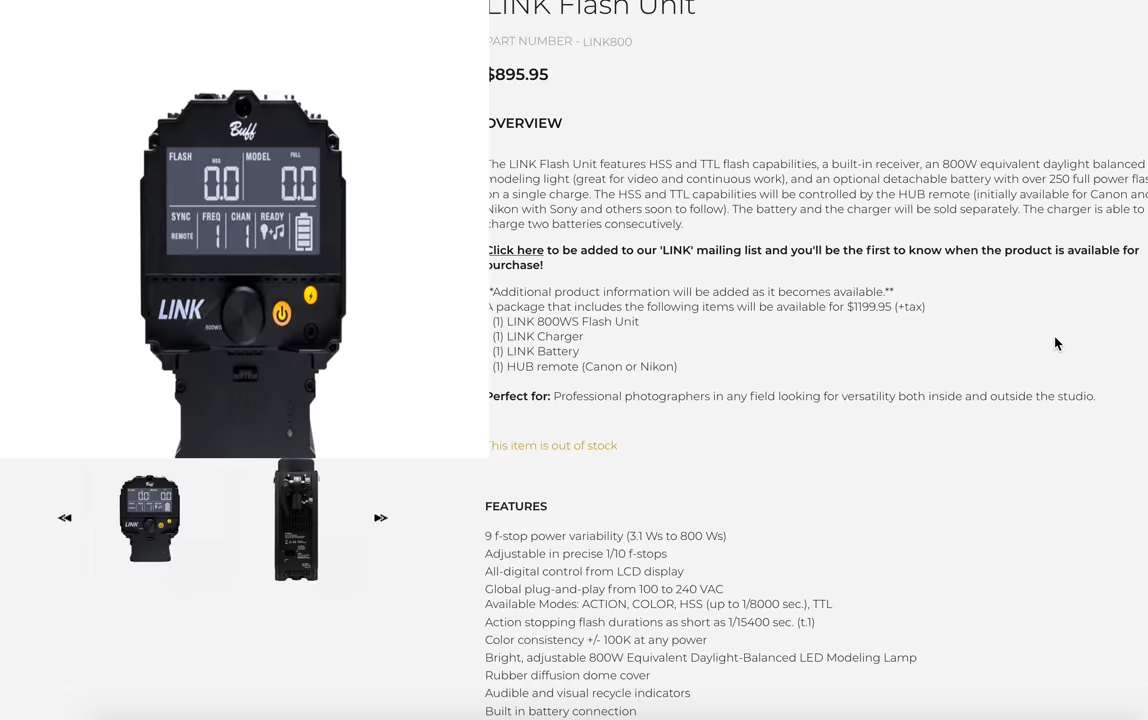 LINK Flash Unit
PART NUMBER - LINK800
$895.95
OVERVIEW
The LINK Flash Unit features HSS and TTL flash capabilities, a built-in receiver, an 800W equivalent daylight balanced
modeling light (great for video and continuous work), and an optional detachable battery with over 250 full power
on a single charge. The HSS and TTL capabilities will be controlled by the HUB remote (initially available for Canon
Nikon with Sony and others soon to follow). The battery and the charger will be sold separately. The charger is able to
charge two batteries consecutively.
Click here to be added to our 'LINK' mailing list and you'll be the first to know when the product is available for
purchase!
*Additional product information will be added as it becomes available.**
A package that includes the following items will be available for $1199.95 (+tax)
(1) LINK 800WS Flash Unit
(1) LINK Charger
(1) LINK Battery
(1) HUB remote (Canon or Nikon)
Perfect for: Professional photographers in any field looking for versatility both inside and outside the studio.
This item is out of stock
FEATURES
9 f-stop power variability (3.1 Ws to 800 Ws)
Adjustable in precise 1/10 f-stops
All-digital control from LCD display
Global plug-and-play from 100 to 240 VAC
Available Modes: ACTION, COLOR, HSS (up to 1/8000 sec.), TTL
Action stopping flash durations as short as 1/15400 sec. (t.1)
Color consistency +/- 100K at any power
Bright, adjustable 800W Equivalent Daylight-Balanced LED Modeling Lamp
Rubber diffusion dome cover
Audible and visual recycle indicators
Built in battery connection
Buff
FLASH HSS MODEL FULL
0.0 0.0
SYNC FREQ CHAN READY
REMOTE 1 1
LINK
800WS
Buff
LINK